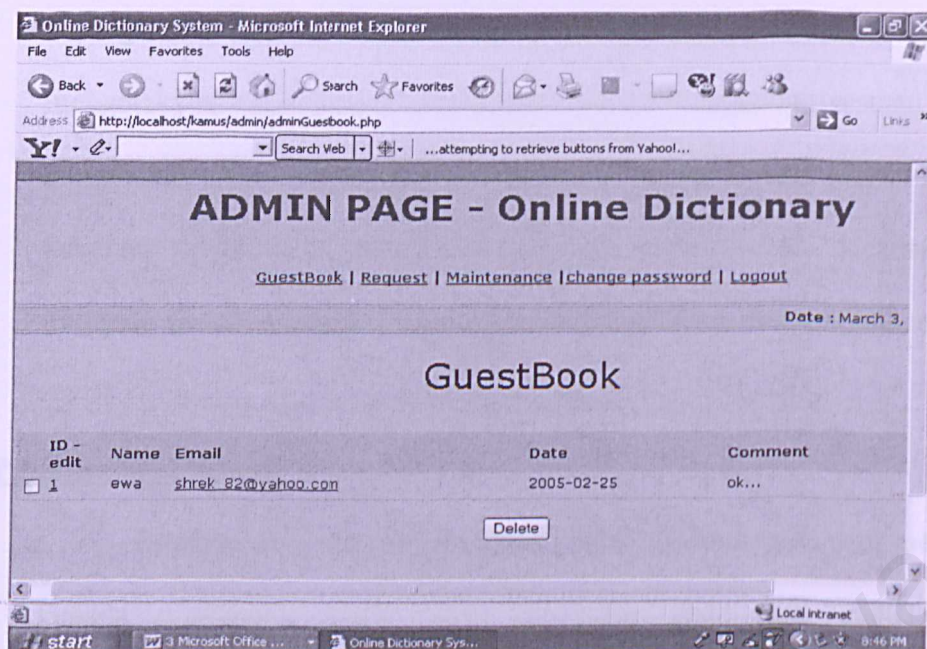 Online Dictionary System - Microsoft Internet Explorer
File Edit View Favorites Tools Help
Back Search Favorites
Address http://localhost/kamus/admin/adminGuesbook.php Go Links »
Y! Search Web ...attempting to retrieve buttons from Yahoo!...
ADMIN PAGE - Online Dictionary
GuestBook | Request | Maintenance | change password | Logout
Date : March 3,
GuestBook
ID - edit Name Email Date Comment
1 ewa shrek_82@yahoo.com 2005-02-25 ok...
Delete
Local intranet
start 3 Microsoft Office ... Online Dictionary Sys... 8:46 PM